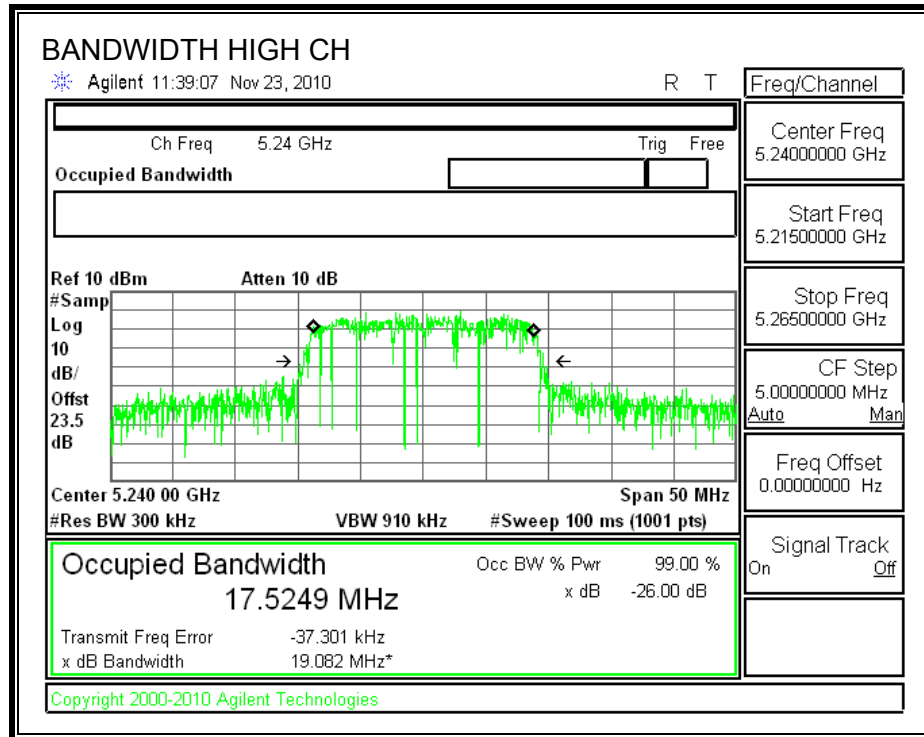 BANDWIDTH HIGH CH
Agilent 11:39:07 Nov 23, 2010 R T
Ch Freq 5.24 GHz Trig Free
Occupied Bandwidth
Ref 10 dBm Atten 10 dB
#Samp
Log
10
dB/
Offst
23.5
dB
Center 5.240 00 GHz Span 50 MHz
#Res BW 300 kHz VBW 910 kHz #Sweep 100 ms (1001 pts)
Occupied Bandwidth Occ BW % Pwr 99.00 %
17.5249 MHz x dB -26.00 dB
Transmit Freq Error -37.301 kHz
x dB Bandwidth 19.082 MHz*
Copyright 2000-2010 Agilent Technologies
Freq/Channel
Center Freq
5.24000000 GHz
Start Freq
5.21500000 GHz
Stop Freq
5.26500000 GHz
CF Step
5.00000000 MHz
Auto Man
Freq Offset
0.00000000 Hz
Signal Track
On Off